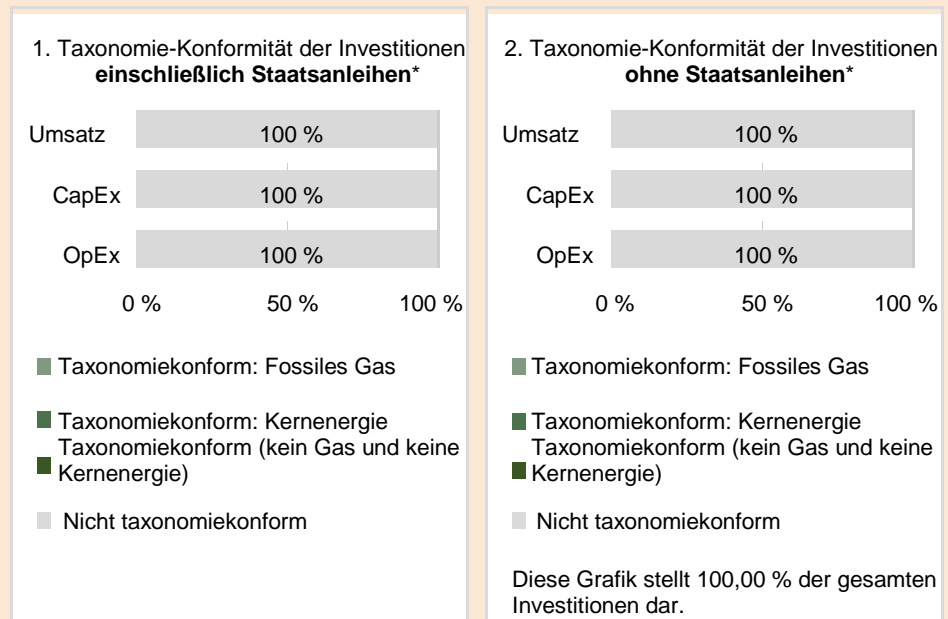 1. Taxonomie-Konformität der Investitionen
einschließlich Staatsanleihen*
Umsatz 100 %
CapEx 100 %
OpEx 100 %
0 % 50 % 100 %
Taxonomiekonform: Fossiles Gas
Taxonomiekonform: Kernenergie
Taxonomiekonform (kein Gas und keine
Kernenergie)
Nicht taxonomiekonform
2. Taxonomie-Konformität der Investitionen
ohne Staatsanleihen*
Umsatz 100 %
CapEx 100 %
OpEx 100 %
0 % 50 % 100 %
Taxonomiekonform: Fossiles Gas
Taxonomiekonform: Kernenergie
Taxonomiekonform (kein Gas und keine
Kernenergie)
Nicht taxonomiekonform
Diese Grafik stellt 100,00 % der gesamten
Investitionen dar.